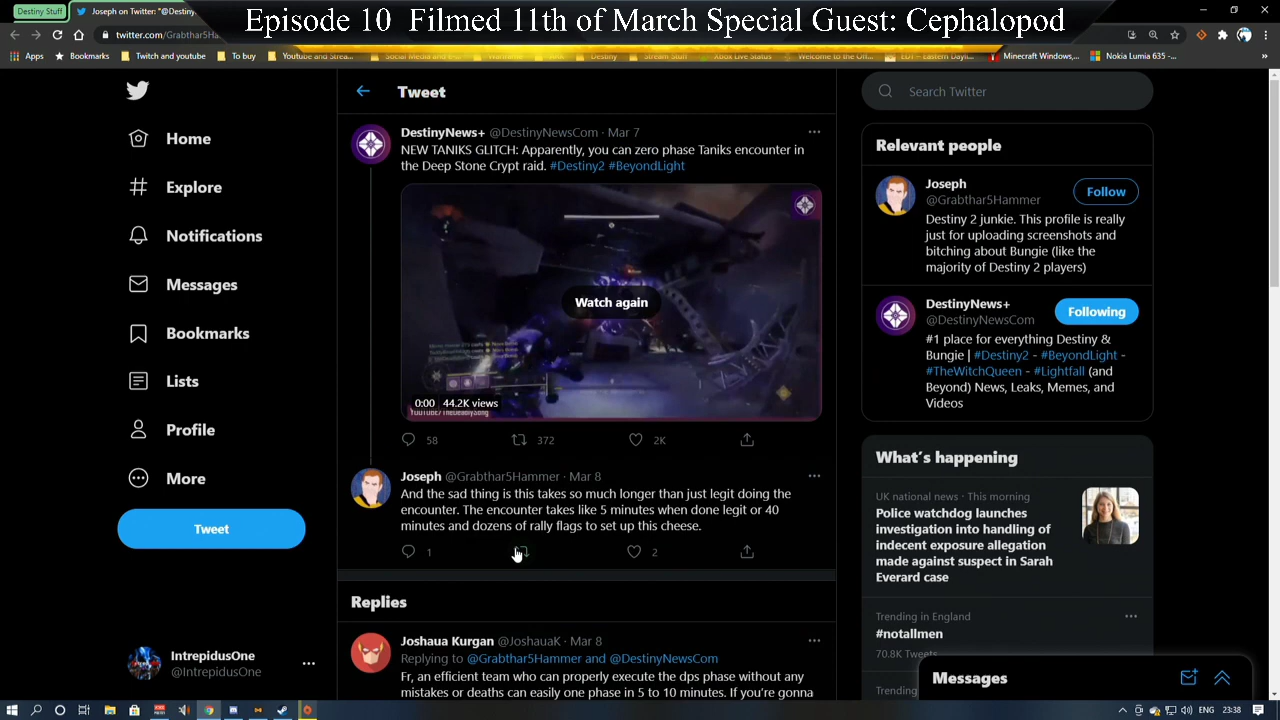 Episode 10 Filmed 11th of March Special Guest: Cephalopod
Destiny Stuff
Joseph on Twitter: "@Destiny
twitter.com/Grabthar5Ha
Apps
Bookmarks
Twitch and youtube
To buy
Youtube and Strea...
Social Media and
Destiny
Stream Stuff
Xbox Live Status
Welcome to the
EDT – Eastern Dayli
Minecraft Windows,...
Nokia Lumia 635 -...
Home
Explore
Notifications
Messages
Bookmarks
Lists
Profile
More
Tweet
IntrepidusOne
@IntrepidusOne
Tweet
DestinyNews+ @DestinyNewsCom · Mar 7
NEW TANIKS GLITCH: Apparently, you can zero phase Taniks encounter in
the Deep Stone Crypt raid. #Destiny2 #BeyondLight
Watch again
0:00 44.2K views
YOUTUBE/TheDeadlySong
58 372 2K
Joseph @Grabthar5Hammer · Mar 8
And the sad thing is this takes so much longer than just legit doing the
encounter. The encounter takes like 5 minutes when done legit or 40
minutes and dozens of rally flags to set up this cheese.
1 2
Replies
Joshaua Kurgan @JoshauaK · Mar 8
Replying to @Grabthar5Hammer and @DestinyNewsCom
Fr, an efficient team who can properly execute the dps phase without any
mistakes or deaths can easily one phase in 5 to 10 minutes. If you're gonna
Search Twitter
Relevant people
Joseph
@Grabthar5Hammer
Follow
Destiny 2 junkie. This profile is really
just for uploading screenshots and
bitching about Bungie (like the
majority of Destiny 2 players)
DestinyNews+
@DestinyNewsCom
Following
#1 place for everything Destiny &
Bungie | #Destiny2 - #BeyondLight -
#TheWitchQueen - #Lightfall (and
Beyond) News, Leaks, Memes, and
Videos
What's happening
UK national news · This morning
Police watchdog launches
investigation into handling of
indecent exposure allegation
made against suspect in Sarah
Everard case
Trending in England
#notallmen
70.8K Tweets
Trending
Messages
ENG 23:38